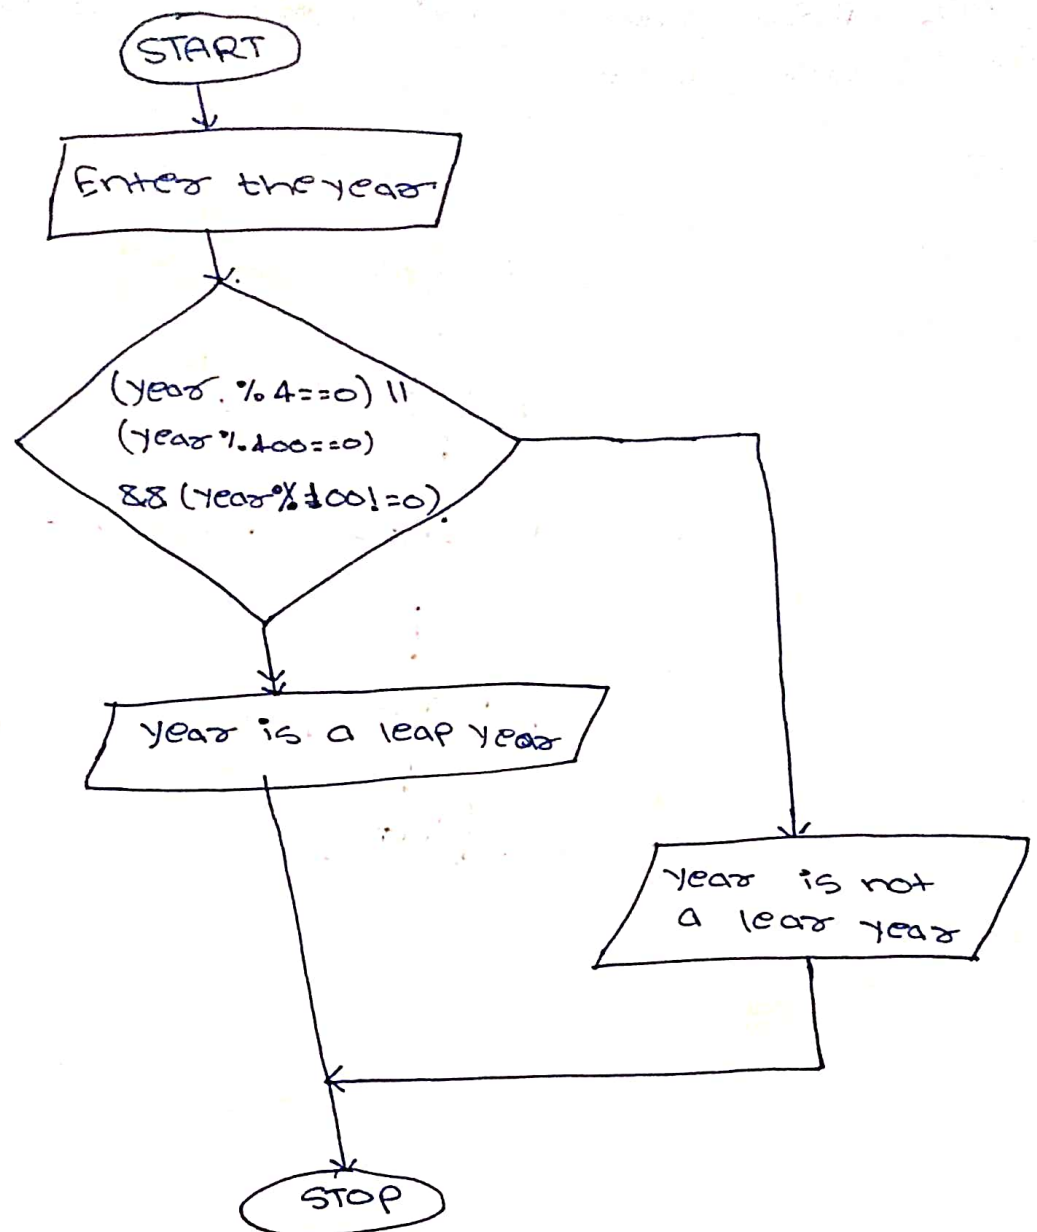 START
Enter the year
(year. % 4==0) ||
(year % 400==0)
&& (year % 100!=0)
year is a leap year
year is not
a lear year
STOP